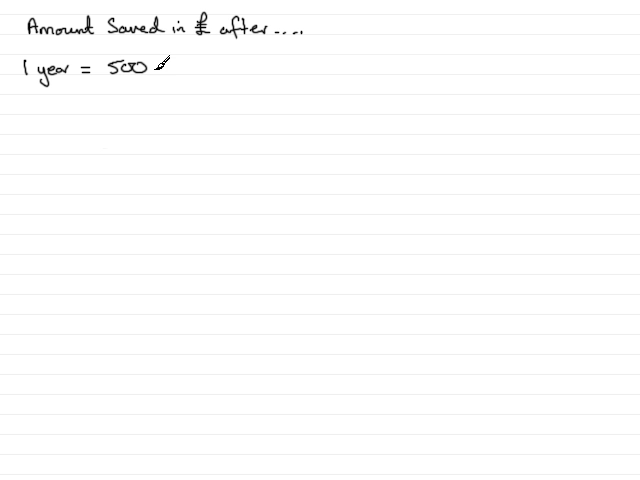 Amount Saved in £ after....
1 year = 500